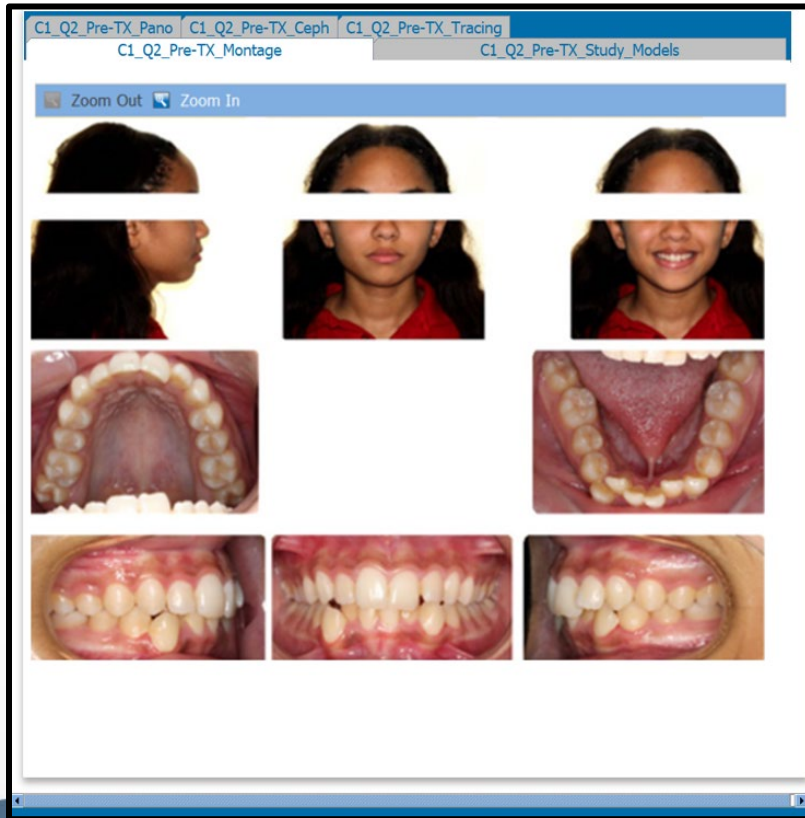 C1_Q2_Pre-TX_Pano C1_Q2_Pre-TX_Ceph C1_Q2_Pre-TX_Tracing
C1_Q2_Pre-TX_Montage C1_Q2_Pre-TX_Study_Models
Zoom Out Zoom In